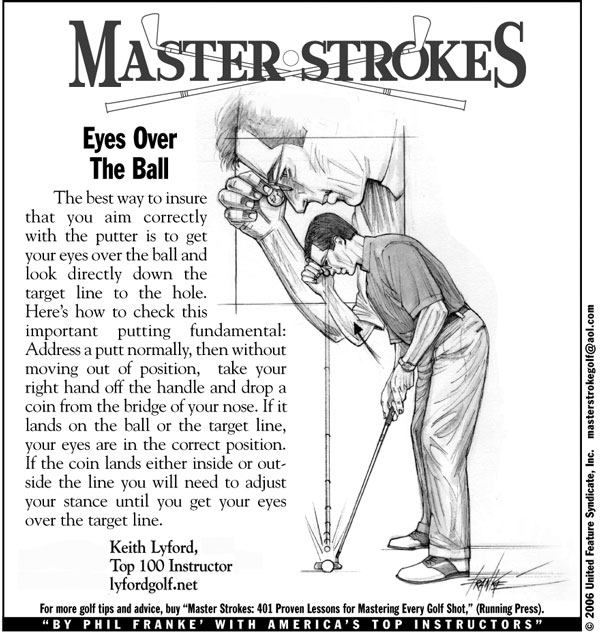 MASTER STROKES
Eyes Over
The Ball
The best way to insure
that you aim correctly
with the putter is to get
your eyes over the ball and
look directly down the
target line to the hole.
Here's how to check this
important putting fundamental:
Address a putt normally, then without
moving out of position, take your
right hand off the handle and drop a
coin from the bridge of your nose. If it
lands on the ball or the target line,
your eyes are in the correct position.
If the coin lands either inside or out-
side the line you will need to adjust
your stance until you get your eyes
over the target line.
Keith Lyford,
Top 100 Instructor
lyfordgolf.net
FRANKE
For more golf tips and advice, buy "Master Strokes: 401 Proven Lessons for Mastering Every Golf Shot," (Running Press).
"BY PHIL FRANKE' WITH AMERICA'S TOP INSTRUCTORS"
© 2006 United Feature Syndicate, Inc. masterstrokegolf@aol.com